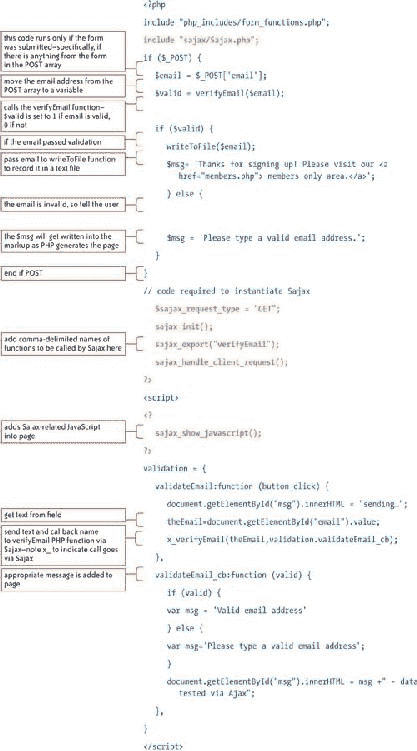 <?php
include "php_includes/form_functions.php";
include "sajax/Sajax.php";
this code runs only if the form
was submitted–specifically, if
there is anything from the form
in the POST array
if ($_POST) {
move the email address from the
POST array to a variable
$email = $_POST['email'];
$valid = verifyEmail($email);
calls the verifyEmail function–
$valid is set to 1 if email is valid,
0 if not
if ($valid) {
if the email passed validation
writeToFile($email);
pass email to writeToFile function
to record it in a text file
$msg= 'Thanks for signing up! Please visit our <a
href="members.php"> members only area.</a>';
} else {
the email is invalid, so tell the user
the $msg will get written into the
markup as PHP generates the page
$msg = 'Please type a valid email address.';
}
end if POST
}
// code required to instantiate Sajax
$sajax_request_type = "GET";
sajax_init();
add comma-delimited names of
functions to be called by Sajax here
sajax_export("verifyEmail");
sajax_handle_client_request();
?>
<script>
<?
adds Sajax-related JavaScript
into page
sajax_show_javascript();
?>
validation = {
validateEmail:function (button_click) {
document.getElementById("msg").innerHTML = 'sending…';
get text from field
theEmail=document.getElementById("email").value;
send text and call back name
to verifyEmail PHP function via
Sajax–note x_ to indicate call goes
via Sajax
x_verifyEmail(theEmail,validation.validateEmail_cb);
},
appropriate message is added to
page
validateEmail_cb:function (valid) {
if (valid) {
var msg = 'Valid email address'
} else {
var msg='Please type a valid email address';
}
document.getElementById("msg").innerHTML = msg +" - data
tested via Ajax";
},
}
</script>